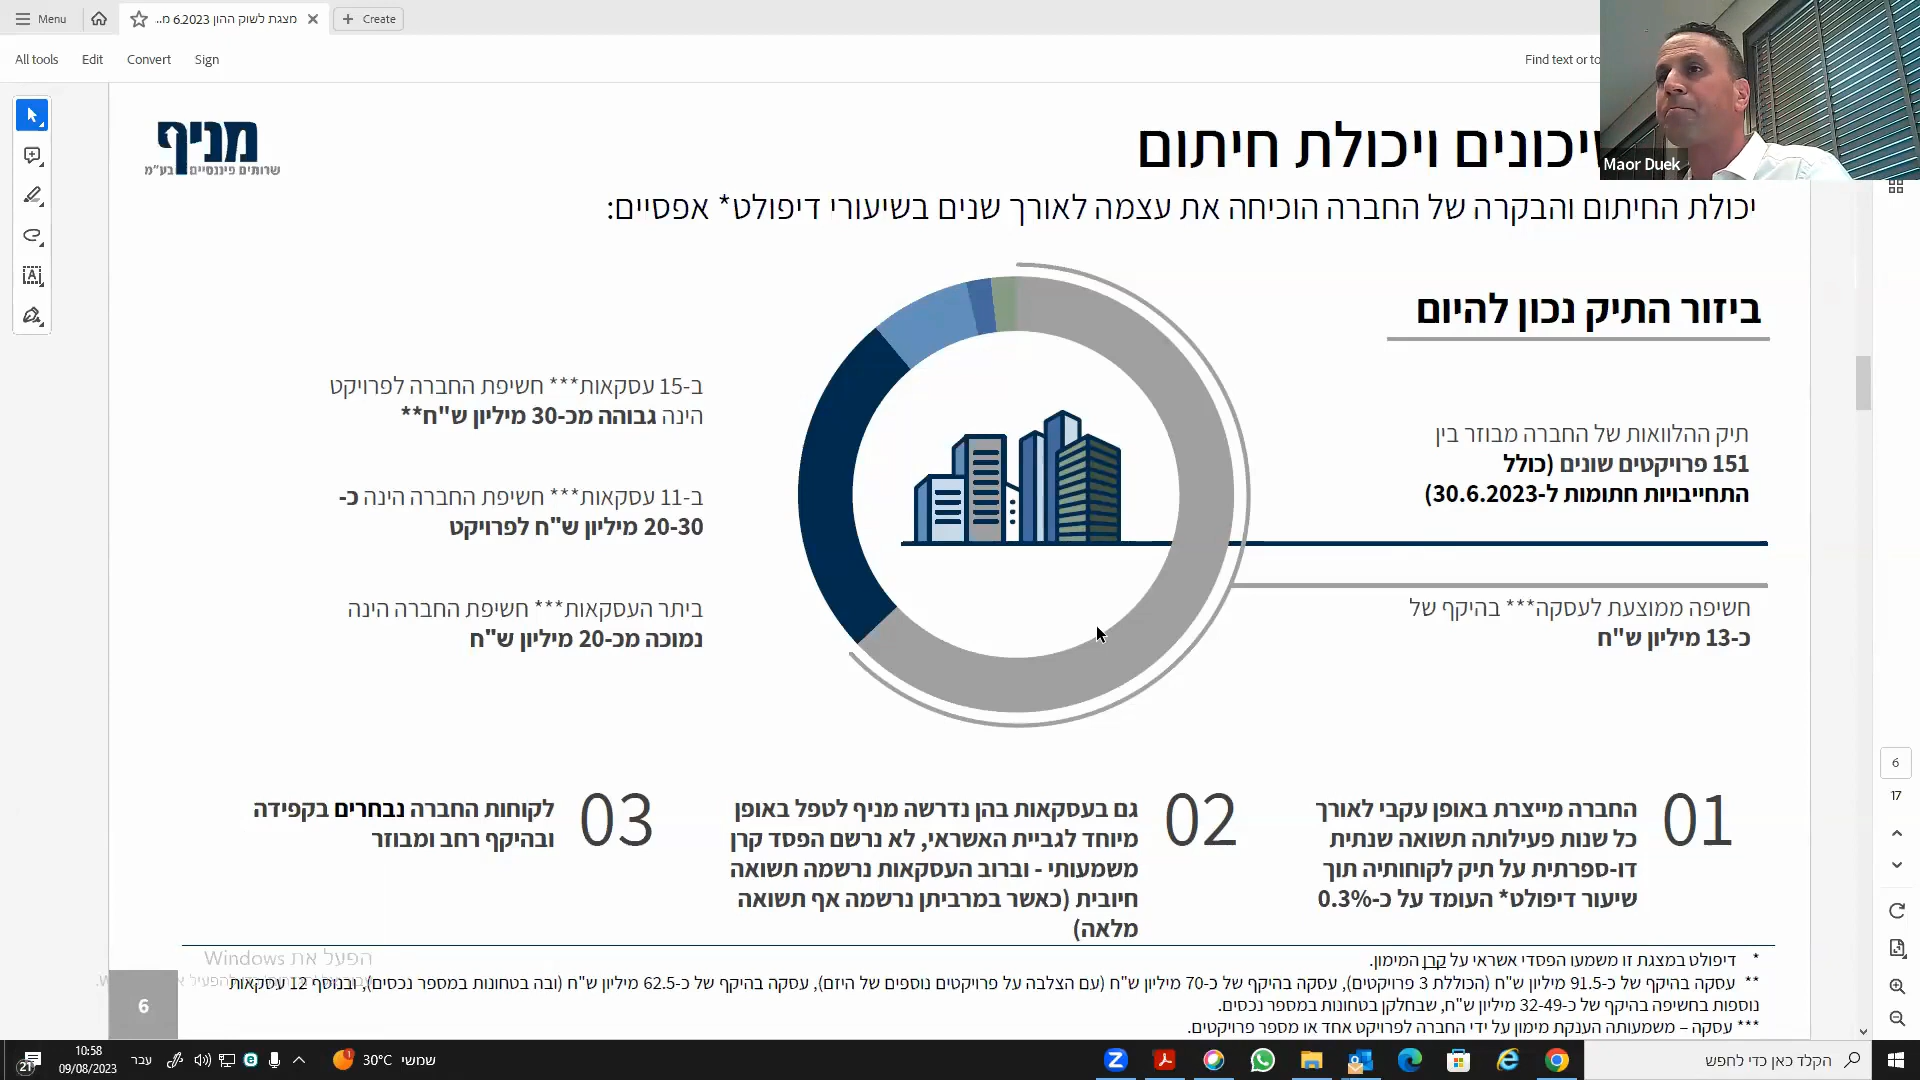 Menu
מצגת לשוק ההון 6.2023 מ...
Create
All tools
Edit
Convert
Sign
Find text or to
Maor Duek
מניף
שרותים פיננסיים בע"מ
יכונים ויכולת חיתום
יכולת החיתום והבקרה של החברה הוכיחה את עצמה לאורך שנים בשיעורי דיפולט* אפסיים:
ביזור התיק נכון להיום
תיק ההלוואות של החברה מבוזר בין
151 פרויקטים שונים (כולל
התחייבויות חתומות ל-30.6.2023)
חשיפה ממוצעת לעסקה*** בהיקף של
כ-13 מיליון ש"ח
ב-15 עסקאות*** חשיפת החברה לפרויקט
הינה גבוהה מכ-30 מיליון ש"ח**
ב-11 עסקאות*** חשיפת החברה הינה כ-
20-30 מיליון ש"ח לפרויקט
ביתר העסקאות*** חשיפת החברה הינה
נמוכה מכ-20 מיליון ש"ח
01
החברה מייצרת באופן עקבי לאורך
כל שנות פעילותה תשואה שנתית
דו-ספרתית על תיק לקוחותיה תוך
שיעור דיפולט* העומד על כ-0.3%
02
גם בעסקאות בהן נדרשה מניף לטפל באופן
מיוחד לגביית האשראי, לא נרשם הפסד קרן
משמעותי - וברוב העסקאות נרשמה תשואה
חיובית (כאשר במרביתן נרשמה אף תשואה
מלאה)
03
לקוחות החברה נבחרים בקפידה
ובהיקף רחב ומבוזר
* דיפולט במצגת זו משמעו הפסדי אשראי על קרן המימון.
** עסקה בהיקף של כ-91.5 מיליון ש"ח (הכוללת 3 פרויקטים), עסקה בהיקף של כ-70 מיליון ש"ח (עם הצלבה על פרויקטים נוספים של היזם), עסקה בהיקף של כ-62.5 מיליון ש"ח (ובה בטחונות במספר נכסים), ובנוסף 12 עסקאות
נוספות בחשיפה בהיקף של כ-32-49 מיליון ש"ח, שבחלקן בטחונות במספר נכסים.
*** עסקה – משמעותה הענקת מימון על ידי החברה לפרויקט אחד או מספר פרויקטים.
הפעל את Windows
6
6
17
10:58
09/08/2023
21
עבר
30°C שמשי
הקלד כאן כדי לחפש